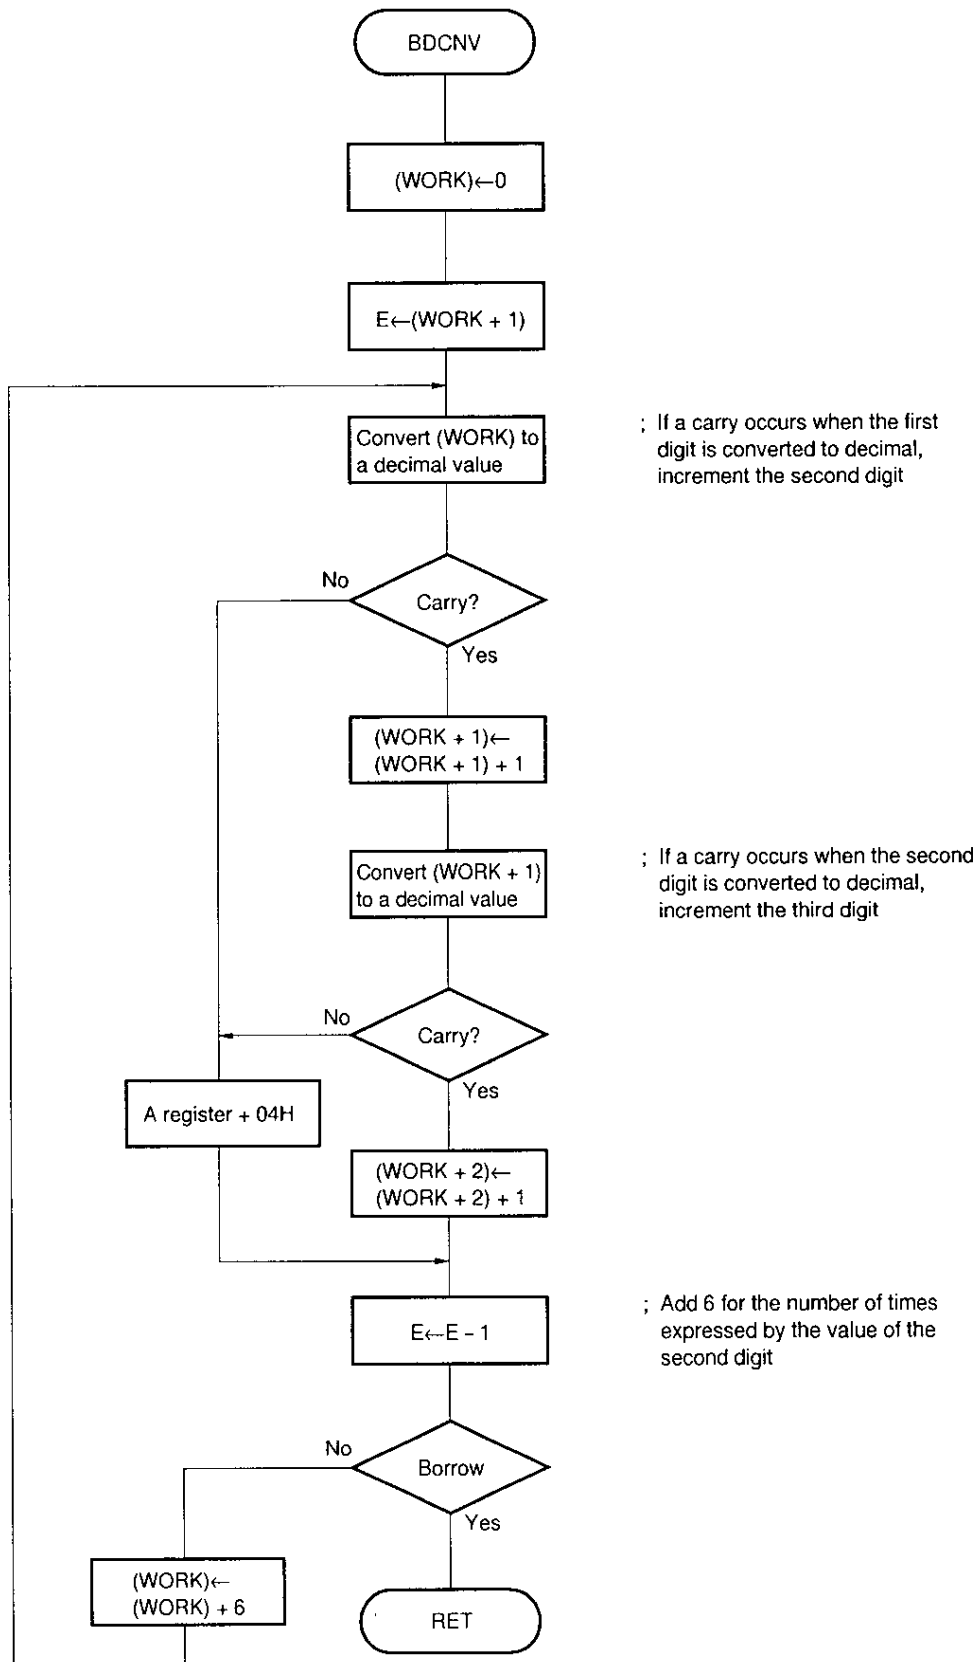 BDCNV
(WORK)←0
E←(WORK + 1)
Convert (WORK) to
a decimal value
; If a carry occurs when the first
digit is converted to decimal,
increment the second digit
No
Carry?
Yes
(WORK + 1)←
(WORK + 1) + 1
Convert (WORK + 1)
to a decimal value
; If a carry occurs when the second
digit is converted to decimal,
increment the third digit
No
Carry?
Yes
A register + 04H
(WORK + 2)←
(WORK + 2) + 1
E←E – 1
; Add 6 for the number of times
expressed by the value of the
second digit
No
Borrow
Yes
(WORK)←
(WORK) + 6
RET